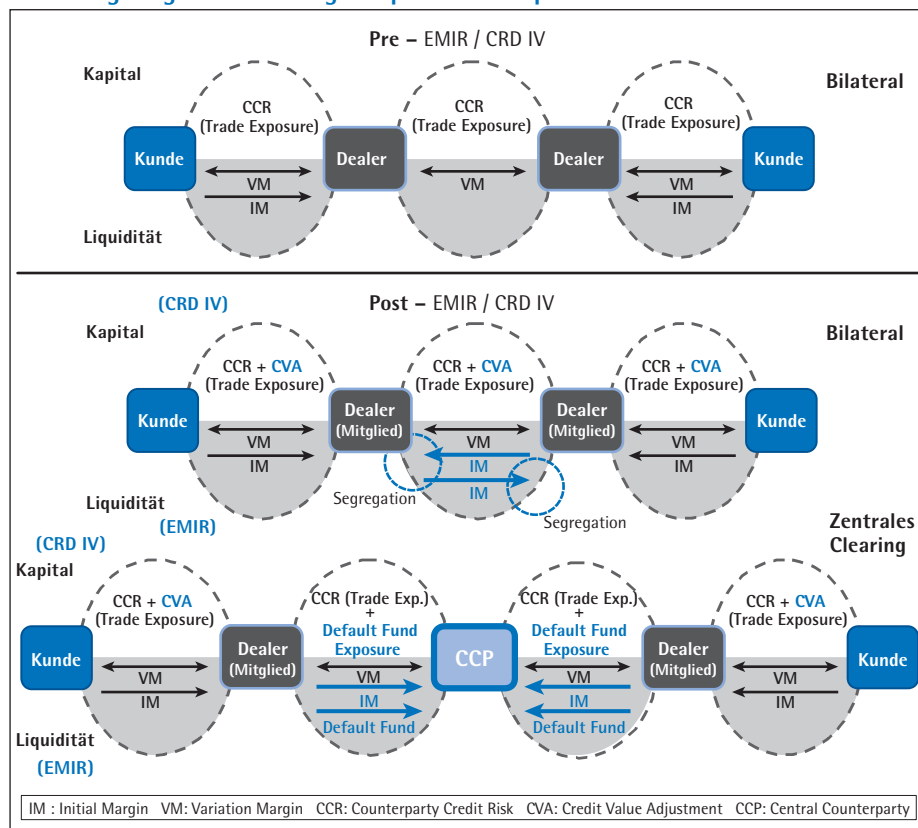 Pre – EMIR / CRD IV
Kapital
Bilateral
CCR
(Trade Exposure)
CCR
(Trade Exposure)
CCR
(Trade Exposure)
Kunde
Dealer
Dealer
Kunde
VM
IM
VM
VM
IM
Liquidität
(CRD IV)
Post – EMIR / CRD IV
Kapital
Bilateral
CCR + CVA
(Trade Exposure)
CCR + CVA
(Trade Exposure)
CCR + CVA
(Trade Exposure)
Kunde
Dealer
(Mitglied)
Dealer
(Mitglied)
Kunde
VM
IM
VM
IM
IM
VM
IM
Segregation
Segregation
Liquidität
(EMIR)
Zentrales
Clearing
(CRD IV)
Kapital
CCR + CVA
(Trade Exposure)
CCR (Trade Exp.)
+
Default Fund
Exposure
CCR (Trade Exp.)
+
Default Fund
Exposure
CCR + CVA
(Trade Exposure)
Kunde
Dealer
(Mitglied)
CCP
Dealer
(Mitglied)
Kunde
VM
IM
VM
IM
Default Fund
VM
IM
Default Fund
VM
IM
Liquidität
(EMIR)
IM : Initial Margin VM: Variation Margin CCR: Counterparty Credit Risk CVA: Credit Value Adjustment CCP: Central Counterparty